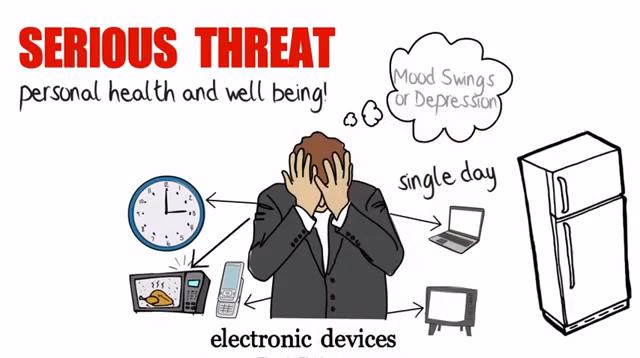 SERIOUS THREAT
personal health and well being!
Mood Swings
or Depression
single day
electronic devices